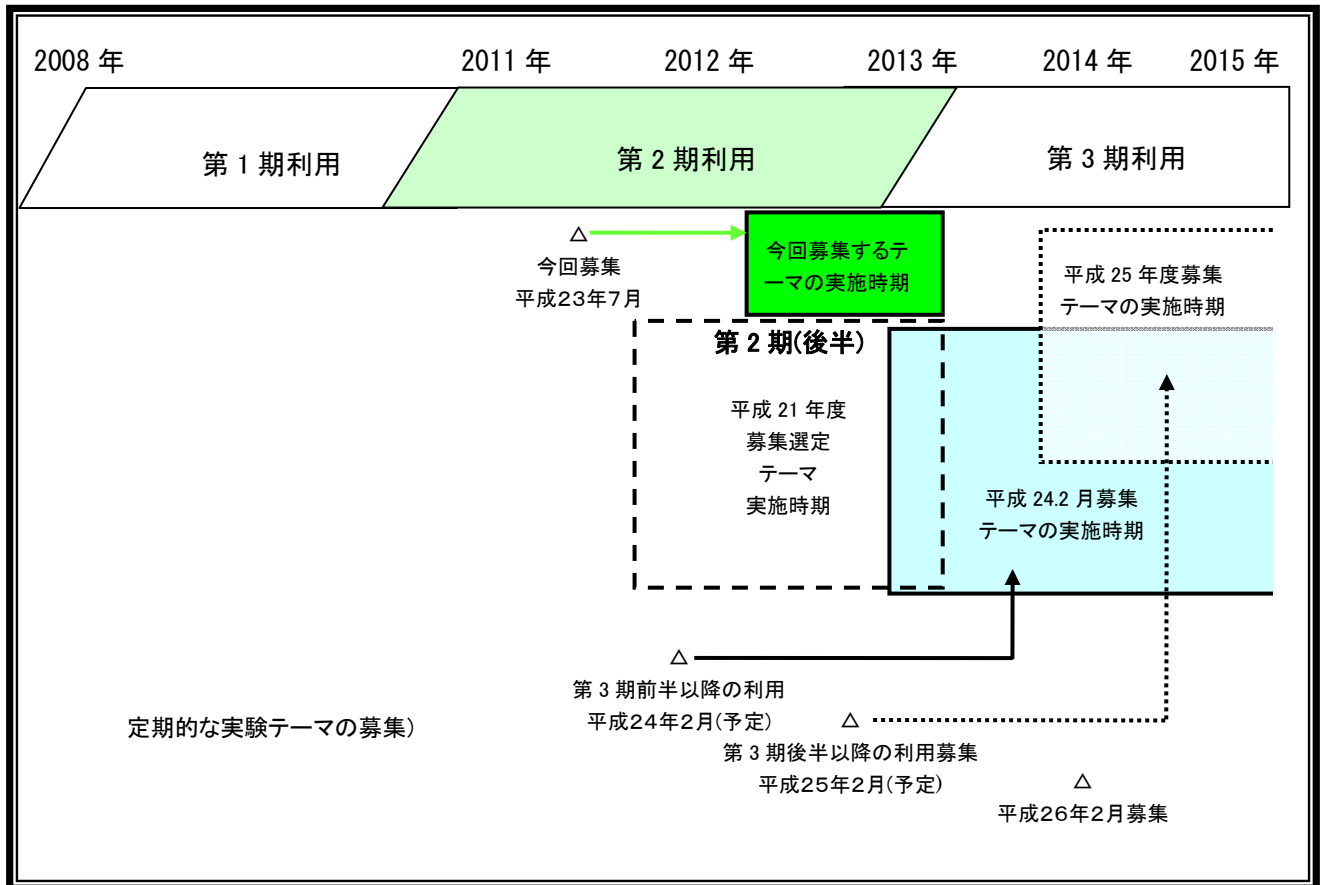 2008 年
2011 年
2012 年
2013 年
2014 年
2015 年
第 1 期利用
第 2 期利用
第 3 期利用
△
今回募集
平成23年7月
今回募集するテ
ーマの実施時期
平成 25 年度募集
テーマの実施時期
第 2 期(後半)
平成 21 年度
募集選定
テーマ
実施時期
平成 24.2 月募集
テーマの実施時期
△
第 3 期前半以降の利用
平成24年2月(予定)
定期的な実験テーマの募集)
△
第 3 期後半以降の利用募集
平成25年2月(予定)
△
平成26年2月募集